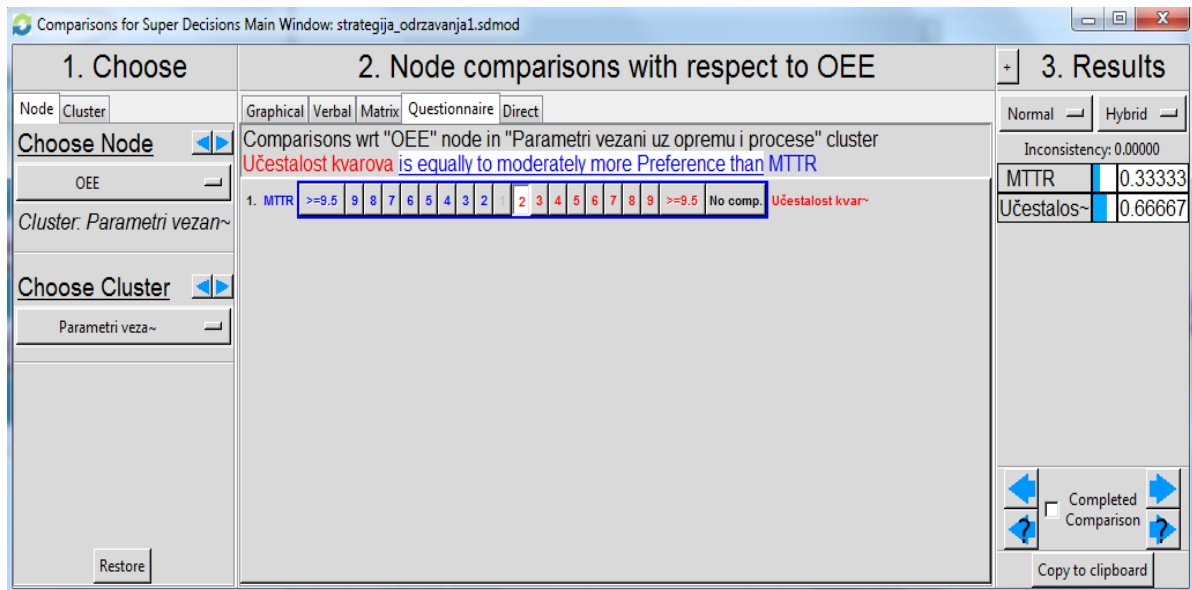 Comparisons for Super Decisions Main Window: strategija_odrzavanja1.sdmod
1. Choose
Node Cluster
Choose Node
OEE
Cluster: Parametri vezan~
Choose Cluster
Parametri veza~
Restore
2. Node comparisons with respect to OEE
Graphical Verbal Matrix Questionnaire Direct
Comparisons wrt "OEE" node in "Parametri vezani uz opremu i procese" cluster
Učestalost kvarova is equally to moderately more Preference than MTTR
1. MTTR >=9.5 9 8 7 6 5 4 3 2 1 2 3 4 5 6 7 8 9 >=9.5 No comp. Učestalost kvar~
+ 3. Results
Normal Hybrid
Inconsistency: 0.00000
MTTR 0.33333
Učestalos~ 0.66667
Completed
Comparison
? ?
Copy to clipboard